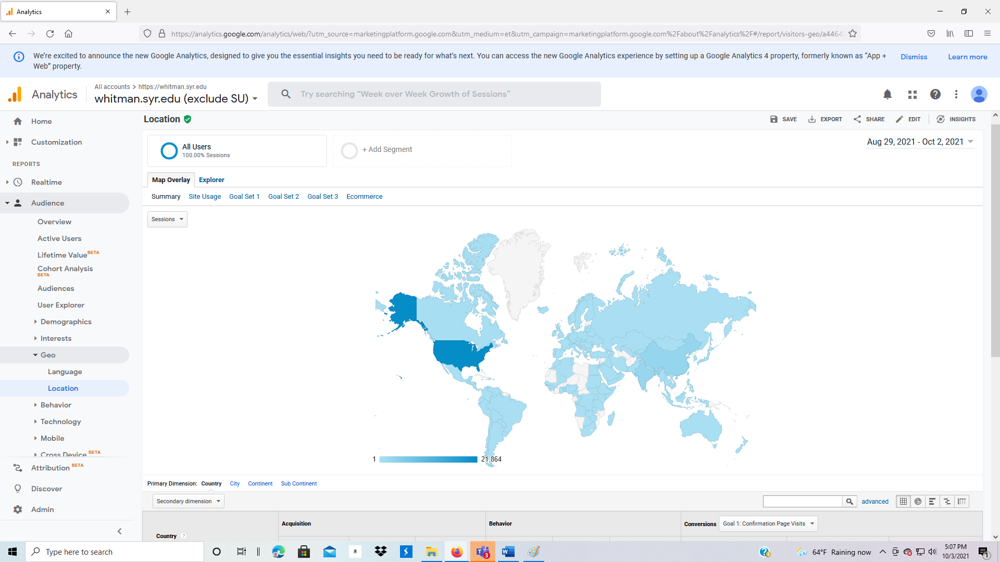 Analytics
https://analytics.google.com/analytics/web/?utm_source=marketingplatform.google.com&utm_medium=et&utm_campaign=marketingplatform.google.com%2Fabout%2Fanalytics%2F#/report/visitors-geo/a4464
We're excited to announce the new Google Analytics, designed to give you the essential insights you need to be ready for what's next. You can access the new Google Analytics experience by setting up a Google Analytics 4 property, formerly known as “App +
Web” property.
Dismiss
Learn more
Analytics
All accounts > https://whitman.syr.edu
whitman.syr.edu (exclude SU)
Try searching “Week over Week Growth of Sessions”
Home
Customization
REPORTS
Realtime
Audience
Overview
Active Users
Lifetime Value BETA
Cohort Analysis
BETA
Audiences
User Explorer
Demographics
Interests
Geo
Language
Location
Behavior
Technology
Mobile
Cross Device BETA
Attribution BETA
Discover
Admin
Location
SAVE
EXPORT
SHARE
EDIT
INSIGHTS
All Users
100.00% Sessions
+ Add Segment
Aug 29, 2021 - Oct 2, 2021
Map Overlay
Explorer
Summary
Site Usage
Goal Set 1
Goal Set 2
Goal Set 3
Ecommerce
Sessions
1
21,864
Primary Dimension:
Country
City
Continent
Sub Continent
Secondary dimension
advanced
Country ?
Acquisition
Behavior
Conversions
Goal 1: Confirmation Page Visits
Type here to search
a
3
64°F Raining now
5:07 PM
10/3/2021
1